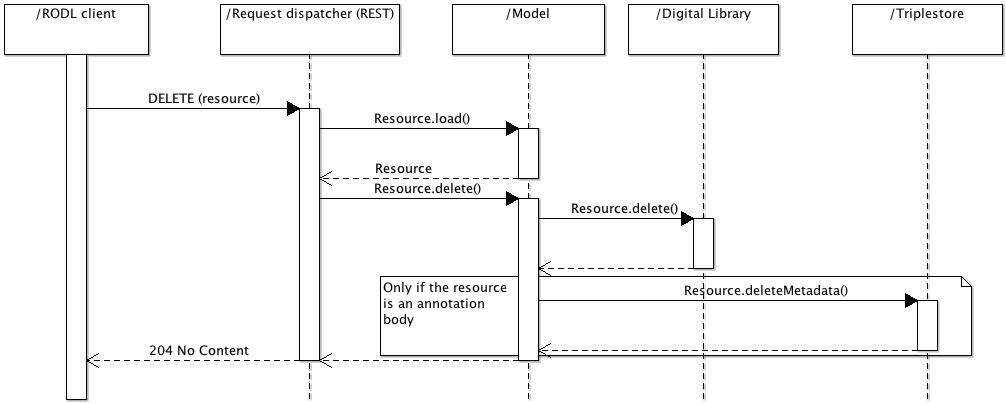 /RODL client
/Request dispatcher (REST)
/Model
/Digital Library
/Triplestore
DELETE (resource)
Resource.load()
Resource
Resource.delete()
Resource.delete()
Only if the resource
is an annotation
body
Resource.deleteMetadata()
204 No Content